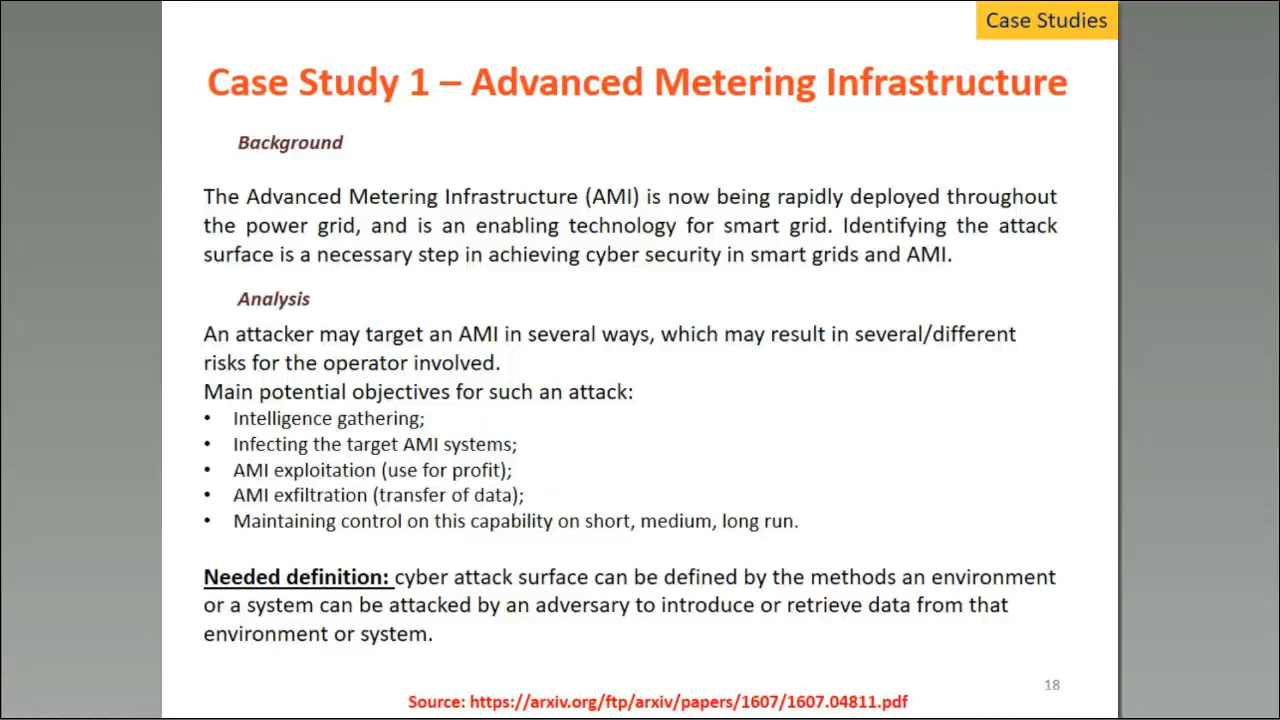 Case Studies
Case Study 1 – Advanced Metering Infrastructure
Background
The Advanced Metering Infrastructure (AMI) is now being rapidly deployed throughout
the power grid, and is an enabling technology for smart grid. Identifying the attack
surface is a necessary step in achieving cyber security in smart grids and AMI.
Analysis
An attacker may target an AMI in several ways, which may result in several/different
risks for the operator involved.
Main potential objectives for such an attack:
• Intelligence gathering;
• Infecting the target AMI systems;
• AMI exploitation (use for profit);
• AMI exfiltration (transfer of data);
• Maintaining control on this capability on short, medium, long run.
Needed definition: cyber attack surface can be defined by the methods an environment
or a system can be attacked by an adversary to introduce or retrieve data from that
environment or system.
18
Source: https://arxiv.org/ftp/arxiv/papers/1607/1607.04811.pdf